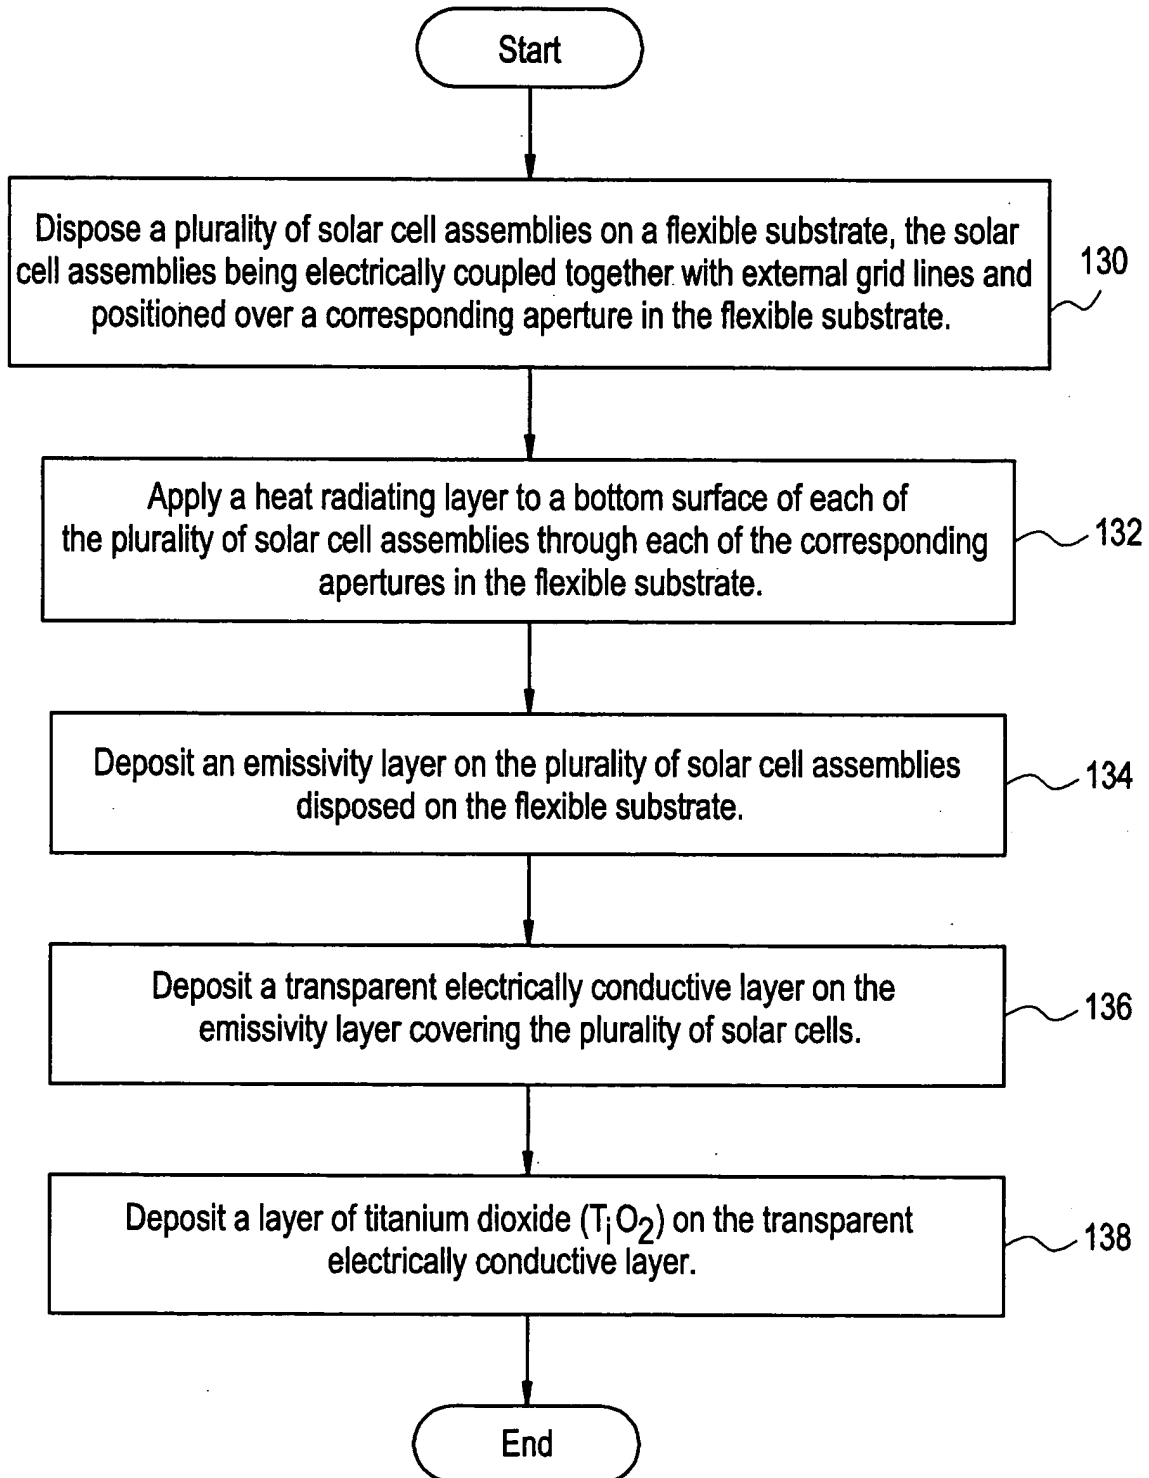 Start
Dispose a plurality of solar cell assemblies on a flexible substrate, the solar
cell assemblies being electrically coupled together with external grid lines and
positioned over a corresponding aperture in the flexible substrate.
130
Apply a heat radiating layer to a bottom surface of each of
the plurality of solar cell assemblies through each of the corresponding
apertures in the flexible substrate.
132
Deposit an emissivity layer on the plurality of solar cell assemblies
disposed on the flexible substrate.
134
Deposit a transparent electrically conductive layer on the
emissivity layer covering the plurality of solar cells.
136
Deposit a layer of titanium dioxide (TiO2) on the transparent
electrically conductive layer.
138
End